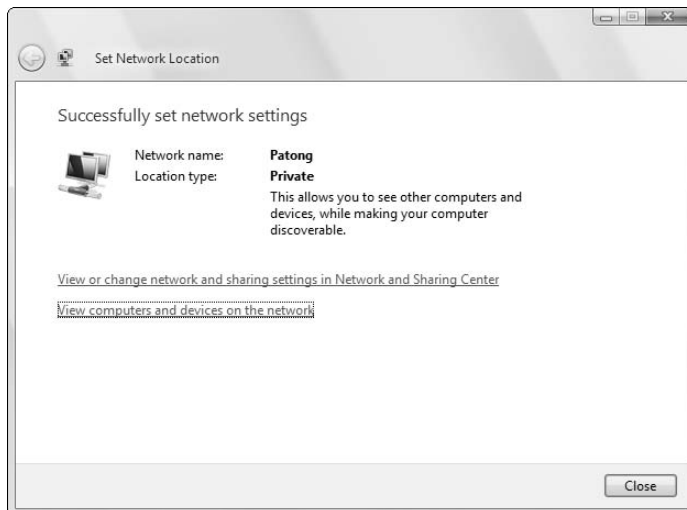 Set Network Location
Successfully set network settings
Network name: Patong
Location type: Private
This allows you to see other computers and
devices, while making your computer
discoverable.
View or change network and sharing settings in Network and Sharing Center
View computers and devices on the network
Close